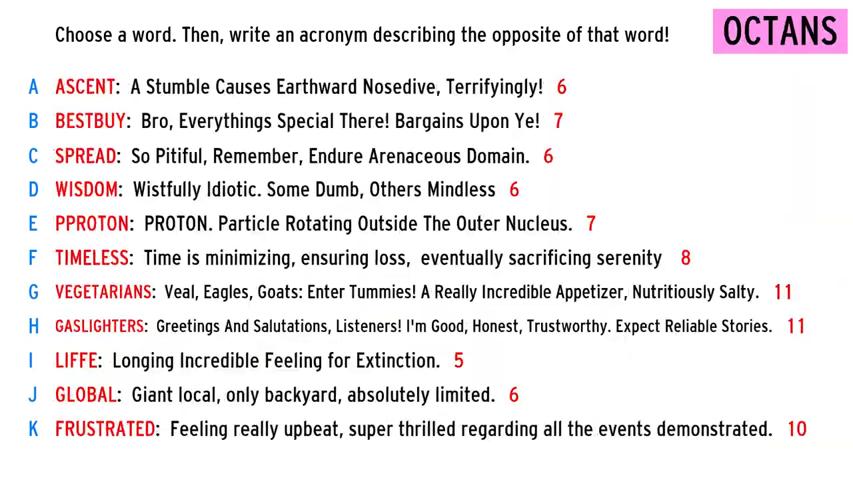 Choose a word. Then, write an acronym describing the opposite of that word!
OCTANS
A ASCENT: A Stumble Causes Earthward Nosedive, Terrifyingly! 6
B BESTBUY: Bro, Everythings Special There! Bargains Upon Ye! 7
C SPREAD: So Pitiful, Remember, Endure Arenaceous Domain. 6
D WISDOM: Wistfully Idiotic. Some Dumb, Others Mindless 6
E PPROTON: PROTON. Particle Rotating Outside The Outer Nucleus. 7
F TIMELESS: Time is minimizing, ensuring loss, eventually sacrificing serenity 8
G VEGETARIANS: Veal, Eagles, Goats: Enter Tummies! A Really Incredible Appetizer, Nutritiously Salty. 11
H GASLIGHTERS: Greetings And Salutations, Listeners! I'm Good, Honest, Trustworthy. Expect Reliable Stories. 11
I LIFFE: Longing Incredible Feeling for Extinction. 5
J GLOBAL: Giant local, only backyard, absolutely limited. 6
K FRUSTRATED: Feeling really upbeat, super thrilled regarding all the events demonstrated. 10